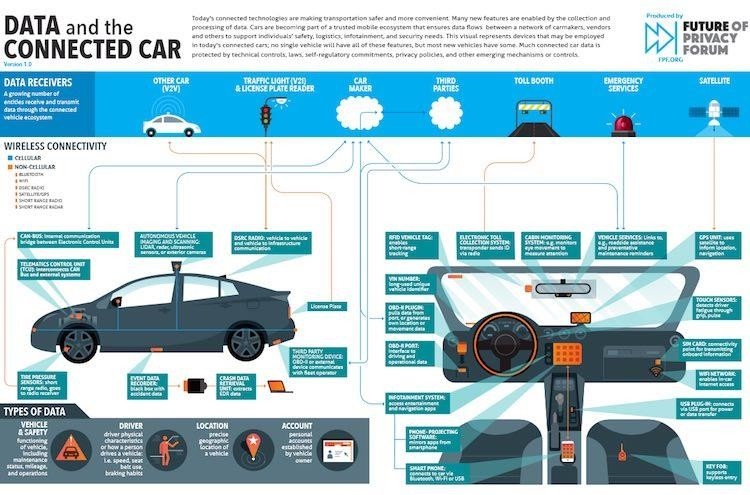 DATA and the
CONNECTED CAR
Version 1.0
Today's connected technologies are making transportation safer and more convenient. Many new features are enabled by the collection
and processing of data. Cars are becoming part of a trusted mobile ecosystem that ensures data flows between a network of carmakers, vendors
and others to support individuals' safety, logistics, infotainment, and security needs. This visual represents devices that may be employed
in today's connected cars; no single vehicle will have all of these features, but most new vehicles have some. Much connected car data is
protected by technical controls, laws, self-regulatory commitments, privacy policies, and other emerging mechanisms or controls.
Produced by
FUTURE OF
PRIVACY
FORUM
FPF.ORG
DATA RECEIVERS
A growing number of
entities receive and transmit
data through the connected
vehicle ecosystem
OTHER CAR
(V2V)
TRAFFIC LIGHT (V2I)
& LICENSE PLATE READER
CAR
MAKER
THIRD
PARTIES
TOLL BOOTH
EMERGENCY
SERVICES
SATELLITE
WIRELESS CONNECTIVITY
CELLULAR
NON-CELLULAR
BLUETOOTH
WIFI
DSRC RADIO
SATELLITE/GPS
SHORT RANGE RADIO
SHORT RANGE RADAR
CAN-BUS: internal communication
bridge between Electronic Control Units
AUTONOMOUS VEHICLE
IMAGING AND SCANNING:
LIDAR, radar, ultrasonic
sensors, or exterior cameras
DSRC RADIO: vehicle to vehicle
and vehicle to infrastructure
communication
TELEMATICS CONTROL UNIT
(TCU): interconnects CAN
Bus and external systems
License Plate
THIRD PARTY
MONITORING DEVICE:
OBD-II or external
device communicates
with fleet operator
TIRE PRESSURE
SENSORS: short
range radio, goes
to radio receiver
EVENT DATA
RECORDER: black
box with accident
data
CRASH DATA
RETRIEVAL
UNIT: extracts
EDR data
RFID VEHICLE TAG:
enables
short-range
tracking
ELECTRONIC TOLL
COLLECTION SYSTEM:
transponder sends ID
via radio
CABIN MONITORING
SYSTEM: e.g. monitors
eye movement to
measure attention
VEHICLE SERVICES: Links to,
e.g., roadside assistance
and preventive
maintenance reminders
GPS UNIT: uses
satellite to
inform location,
navigation
VIN NUMBER:
long-used unique
vehicle identifier
OBD-II PLUGIN:
pulls data from
port, or generates
own location or
movement data
OBD-II PORT:
interface to
driving and
operational data
TOUCH SENSORS:
detects driver
fatigue through
grip, pulse
SIM CARD: connectivity
point for transmitting
onboard information
WIFI NETWORK:
enables in-car
Internet access
INFOTAINMENT SYSTEM:
access entertainment
and navigation apps
USB PLUG-IN: connects
via USB for power
or data transfer
PHONE- PROJECTING
SOFTWARE:
mirrors apps from
smartphone
SMART PHONE:
connects to car via
Bluetooth, Wi-Fi or USB
KEY FOB:
supports
keyless entry
TYPES OF DATA
VEHICLE
& SAFETY
functioning
of vehicle,
including
maintenance
status, mileage,
and operations
DRIVER
driver physical
characteristics
or how a person
drives a vehicle:
i.e. speed, seat
belt use,
braking habits
LOCATION
precise
geographic
location of
a vehicle
ACCOUNT
personal
accounts
established
by vehicle
owner